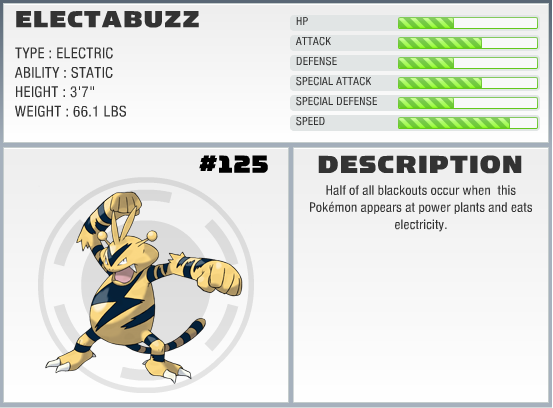 ELECTABUZZ
TYPE : ELECTRIC
ABILITY : STATIC
HEIGHT : 3'7"
WEIGHT : 66.1 LBS
HP
ATTACK
DEFENSE
SPECIAL ATTACK
SPECIAL DEFENSE
SPEED
#125
DESCRIPTION
Half of all blackouts occur when this
Pokémon appears at power plants and eats
electricity.